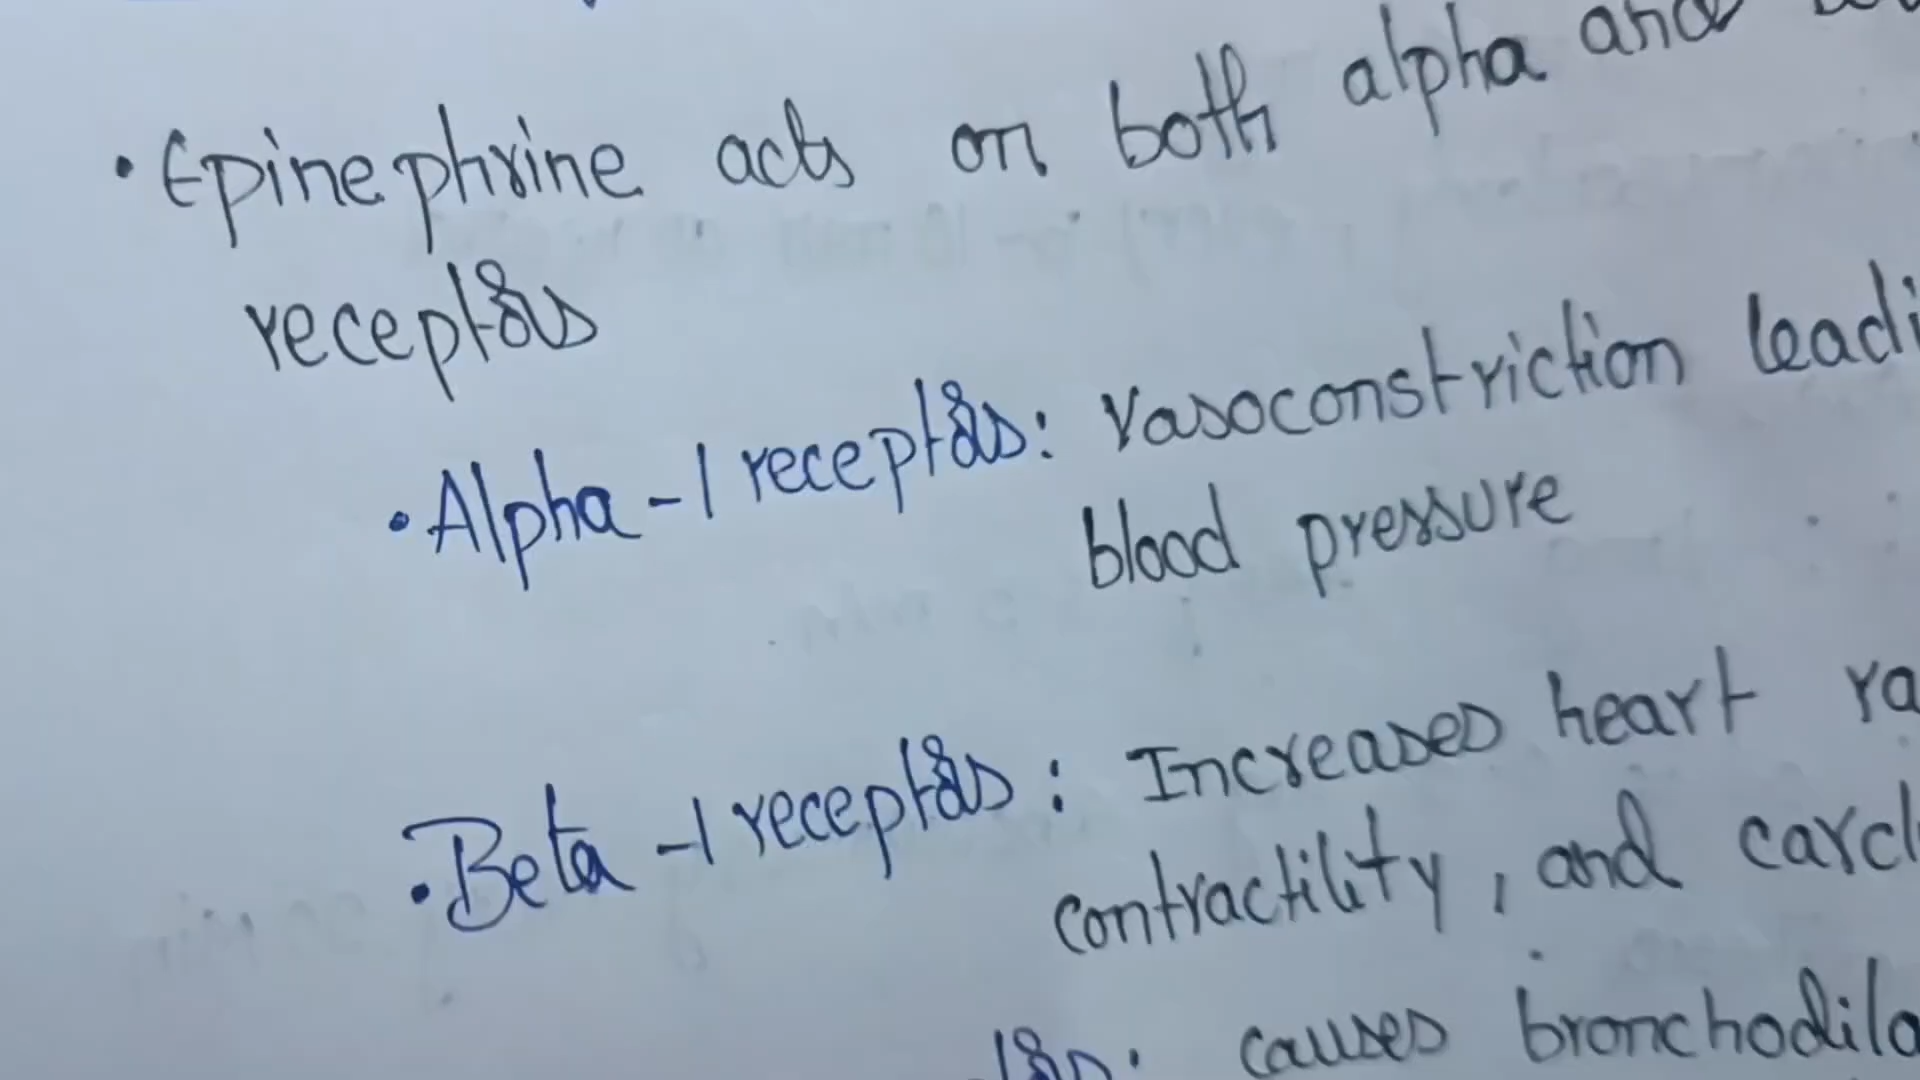 • Epinephrine acts on both alpha and
receptors
• Alpha-1 receptors: Vasoconstriction leadi
blood pressure
• Beta-1 receptors: Increases heart ra
contractility, and card
causes bronchodila